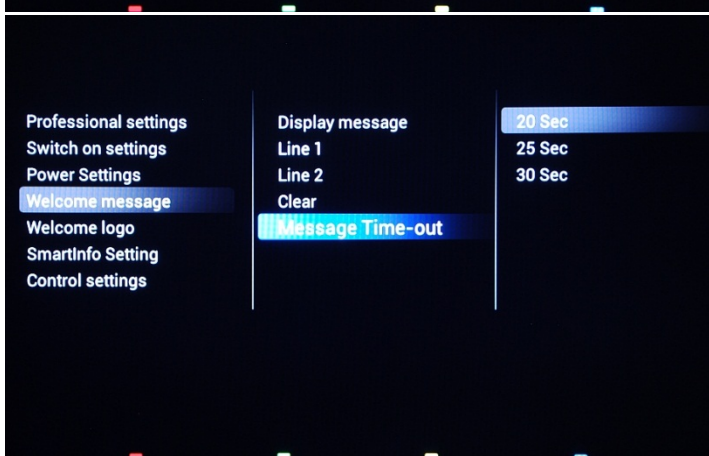 Professional settings
Switch on settings
Power Settings
Welcome message
Welcome logo
SmartInfo Setting
Control settings
Display message
Line 1
Line 2
Clear
Message Time-out
20 Sec
25 Sec
30 Sec